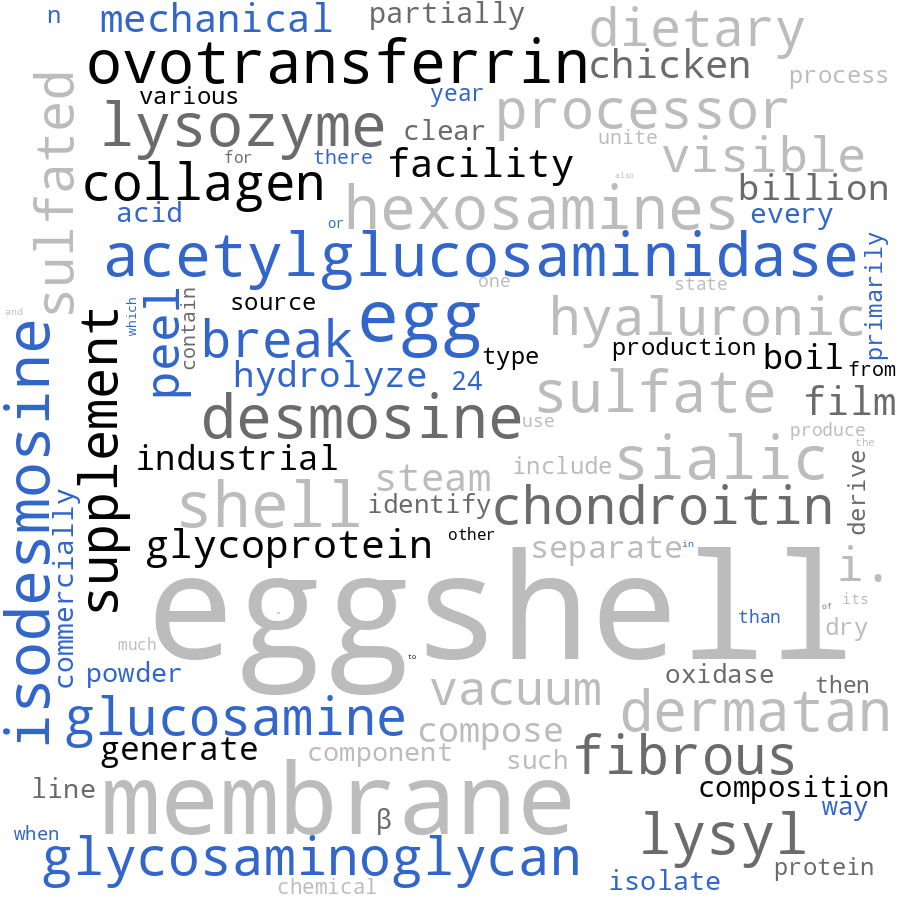 n
mechanical
partially
dietary
ovotransferrin
chicken
process
various
year
processor
sulfated
lysozyme
clear
unite
visible
for
there
facility
collagen
also
billion
acid
or
hexosamines
every
acetylglucosaminidase
primarily
one
state
and
which
peel
contain
source
egg
hyaluronic
break
type
production
boil
from
isodesmosine
supplement
hydrolyze
24
sulfate
film
desmosine
use
produce
the
industrial
sialic
steam
include
derive
shell
identify
chondroitin
commercially
glycoprotein
other
separate
in
i.
eggshell
than
of
its
dry
much
to
powder
oxidase
then
vacuum
glucosamine
dermatan
compose
generate
component
such
fibrous
line
membrane
composition
β
way
when
lysyl
glycosaminoglycan
protein
isolate
chemical